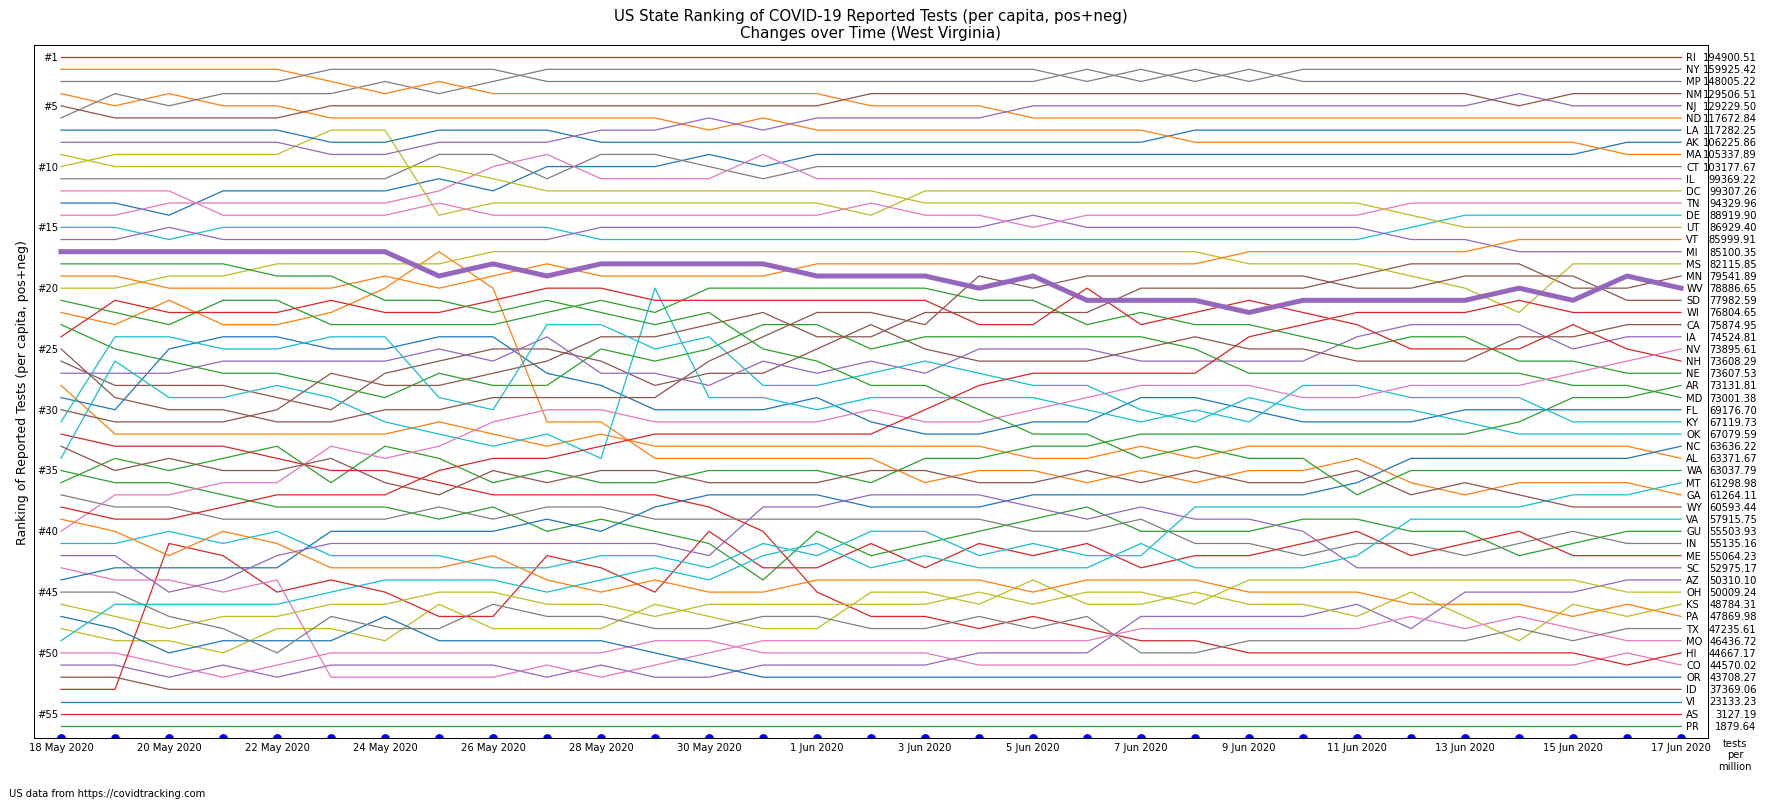 US State Ranking of COVID-19 Reported Tests (per capita, pos+neg)
Changes over Time (West Virginia)
Ranking of Reported Tests (per capita, pos+neg)
#1
#5
#10
#15
#20
#25
#30
#35
#40
#45
#50
#55
RI 194900.51
NY 159925.42
MP 148005.22
NM 129506.51
NJ 129229.50
ND 117672.84
LA 117282.25
AK 106225.86
MA 105337.89
CT 103177.67
IL 99369.22
DC 99307.26
TN 94329.96
DE 88919.90
UT 86929.40
VT 85999.91
MI 85100.35
MS 82115.85
MN 79541.89
WV 78886.65
SD 77982.59
WI 76804.65
CA 75874.95
IA 74524.81
NV 73895.61
NH 73608.29
NE 73607.53
AR 73131.81
MD 73001.38
FL 69176.70
KY 67119.73
OK 67079.59
NC 63636.22
AL 63371.67
WA 63037.79
MT 61298.98
GA 61264.11
WY 60593.44
VA 57915.75
GU 55503.93
IN 55135.16
ME 55064.23
SC 52975.17
AZ 50310.10
OH 50009.24
KS 48784.31
PA 47869.98
TX 47235.61
MO 46436.72
HI 44667.17
CO 44570.02
OR 43708.27
ID 37369.06
VI 23133.23
AS 3127.19
PR 1879.64
18 May 2020 20 May 2020 22 May 2020 24 May 2020 26 May 2020 28 May 2020 30 May 2020 1 Jun 2020 3 Jun 2020 5 Jun 2020 7 Jun 2020 9 Jun 2020 11 Jun 2020 13 Jun 2020 15 Jun 2020 17 Jun 2020
tests
per
million
US data from https://covidtracking.com